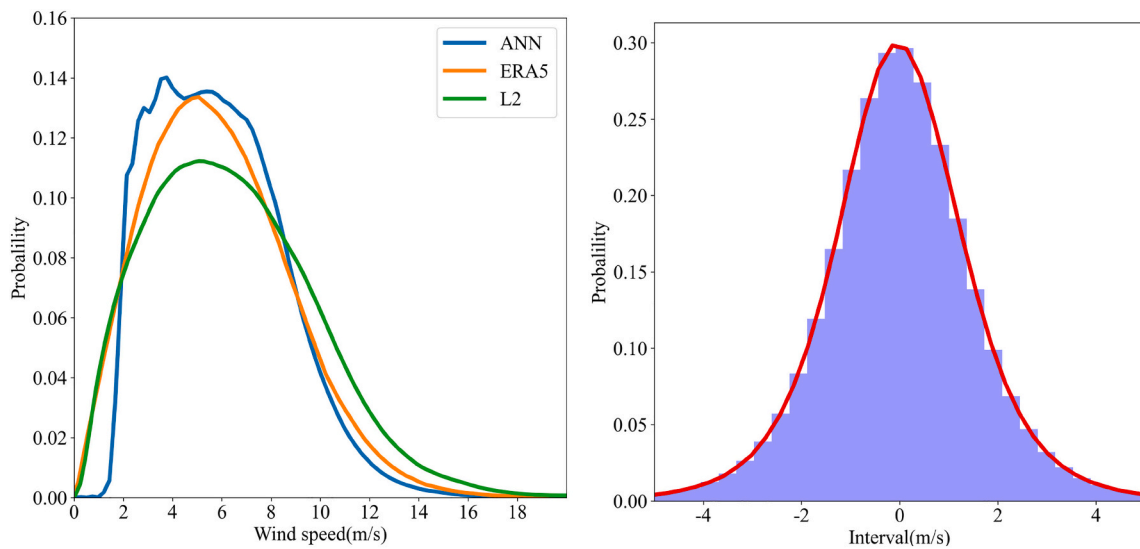 0.16
0.14
0.12
0.10
0.08
0.06
0.04
0.02
0.00
Probalility
0 2 4 6 8 10 12 14 16 18
Wind speed(m/s)
ANN
ERA5
L2
0.30
0.25
0.20
0.15
0.10
0.05
0.00
Probalility
-4 -2 0 2 4
Interval(m/s)